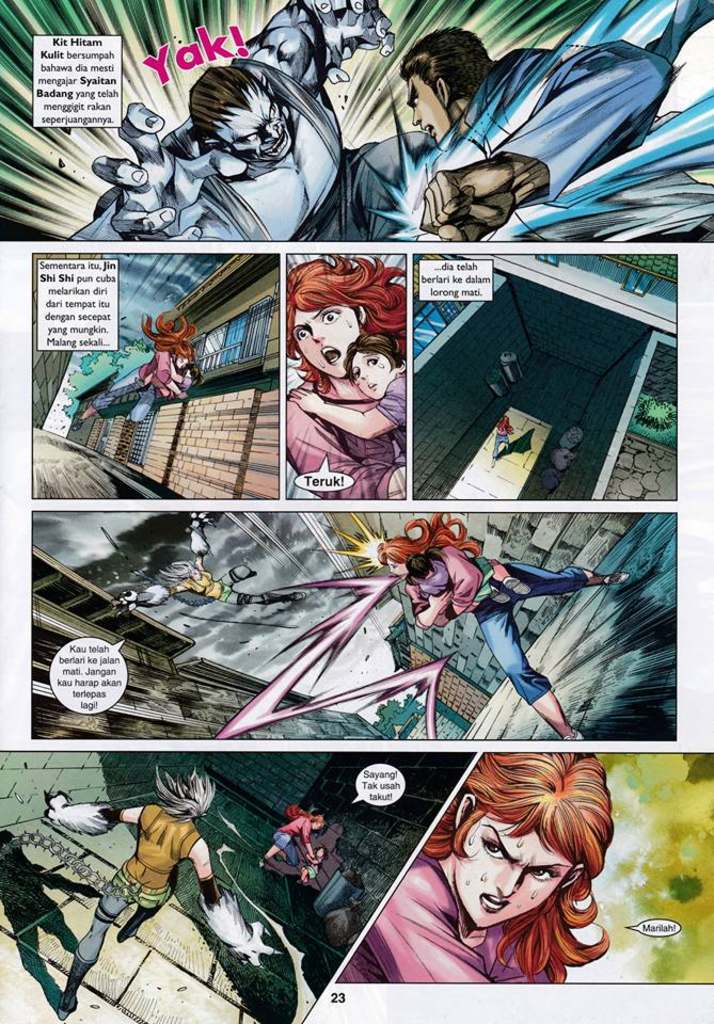 Kit Hitam
Kulit bersumpah
bahawa dia mesti
mengajar Syaitan
Badang yang telah
menggigit rakan
seperjuangannya.
Yak!
Sementara itu, Jin
Shi Shi pun cuba
melarikan diri
dari tempat itu
dengan secepat
yang mungkin.
Malang sekali...
Teruk!
...dia telah
berlari ke dalam
lorong mati.
Kau telah
berlari ke jalan
mati. Jangan
kau harap akan
terlepas
lagi!
Sayang!
Tak usah
takut!
Marilah!
23